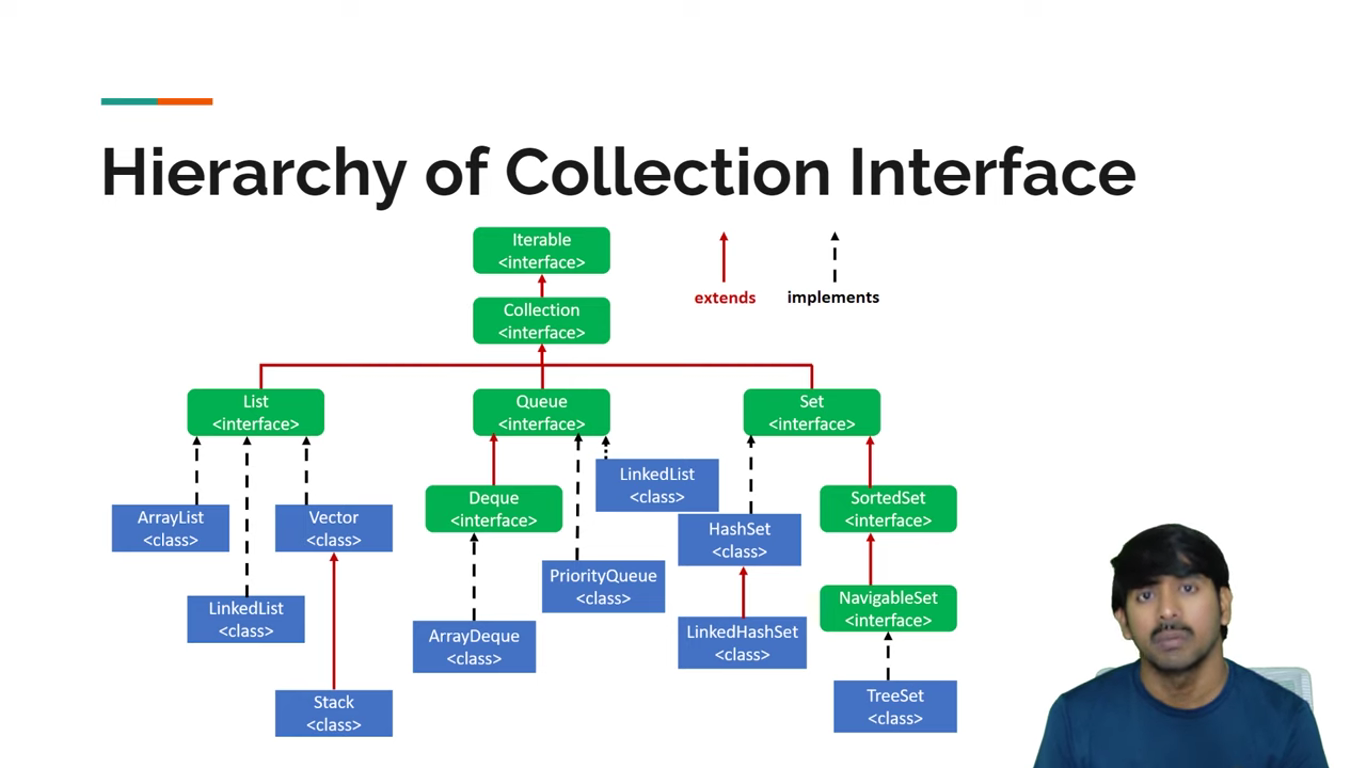 Hierarchy of Collection Interface
Iterable
<interface>
extends
implements
Collection
<interface>
List
<interface>
Queue
<interface>
Set
<interface>
LinkedList
<class>
Deque
<interface>
SortedSet
<interface>
ArrayList
<class>
Vector
<class>
HashSet
<class>
PriorityQueue
<class>
NavigableSet
<interface>
LinkedList
<class>
ArrayDeque
<class>
LinkedHashSet
<class>
Stack
<class>
TreeSet
<class>